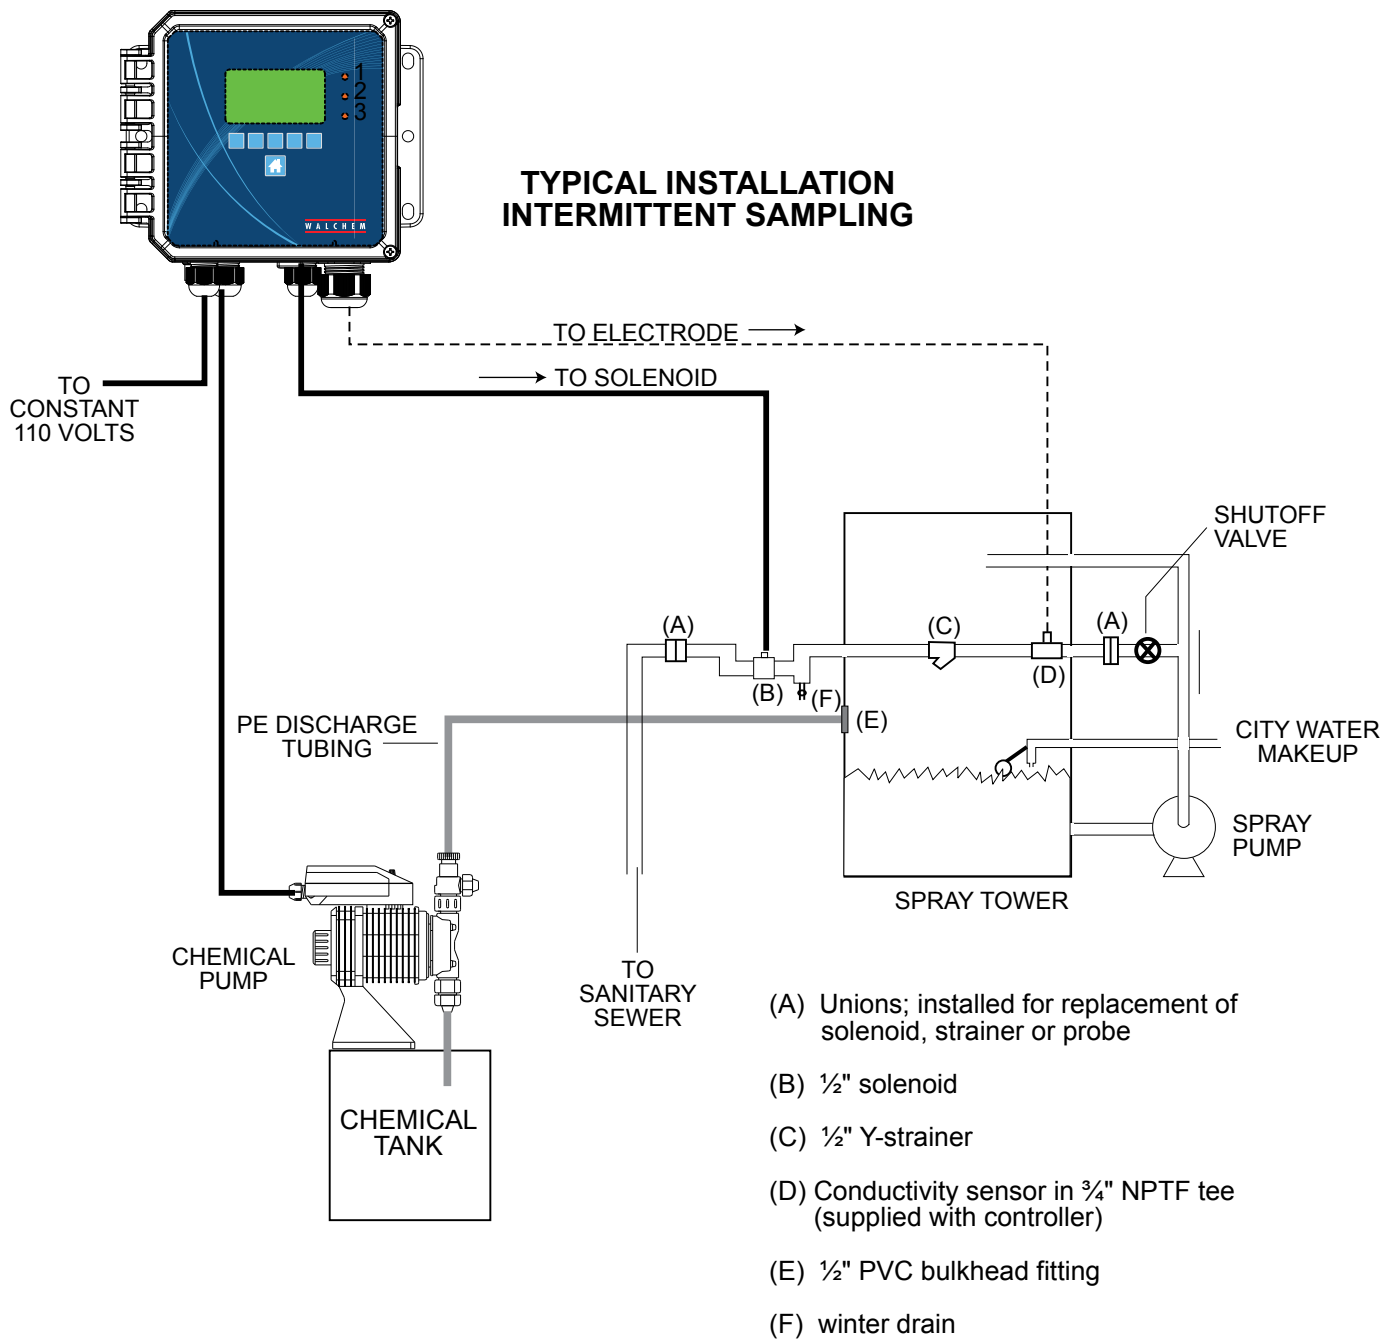 1
2
3
WALCHEM
TYPICAL INSTALLATION
INTERMITTENT SAMPLING
TO ELECTRODE
TO SOLENOID
TO
CONSTANT
110 VOLTS
SHUTOFF
VALVE
(A)
(C)
(A)
(B)
(F)
(D)
(E)
PE DISCHARGE
TUBING
CITY WATER
MAKEUP
SPRAY
PUMP
SPRAY TOWER
CHEMICAL
PUMP
TO
SANITARY
SEWER
CHEMICAL
TANK
(A) Unions; installed for replacement of
solenoid, strainer or probe
(B) ½" solenoid
(C) ½" Y-strainer
(D) Conductivity sensor in ¾" NPTF tee
(supplied with controller)
(E) ½" PVC bulkhead fitting
(F) winter drain